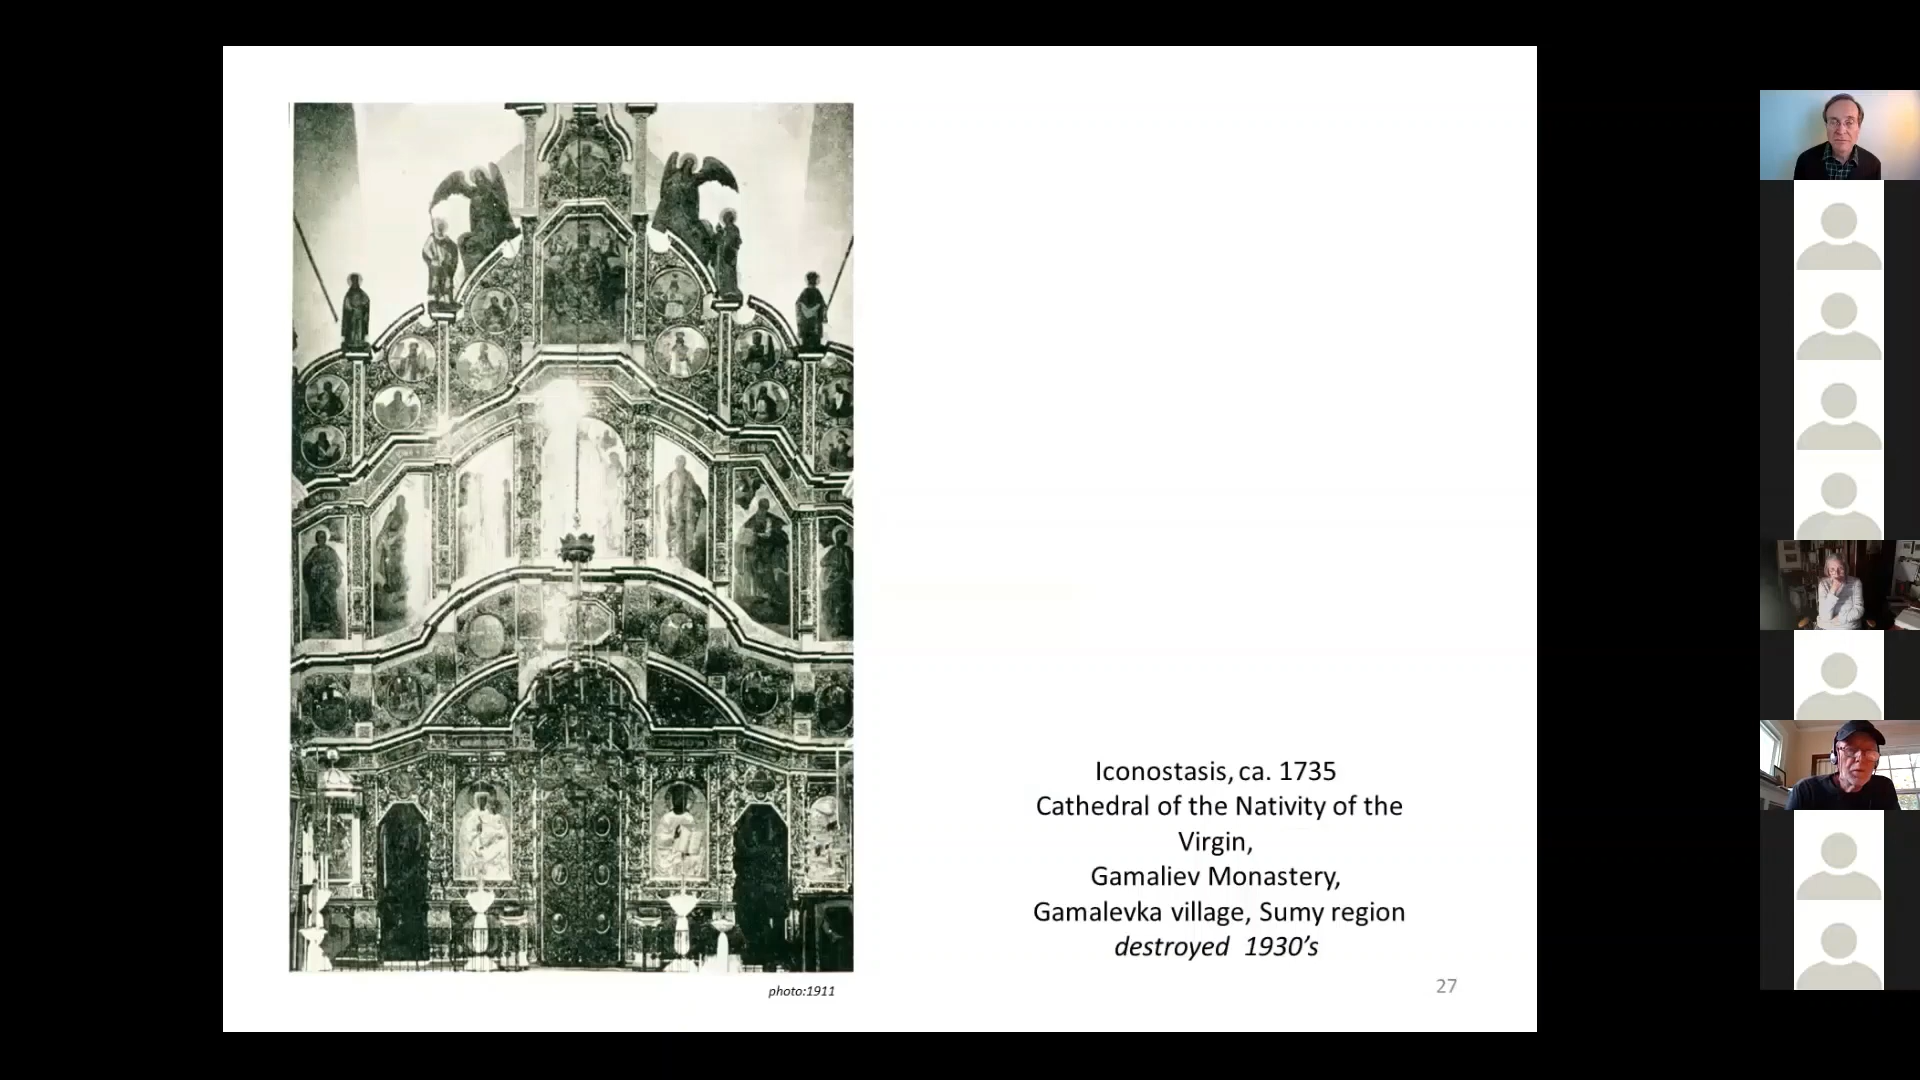 Iconostasis, ca. 1735
Cathedral of the Nativity of the
Virgin,
Gamaliev Monastery,
Gamalevka village, Sumy region
destroyed 1930’s
photo:1911
27